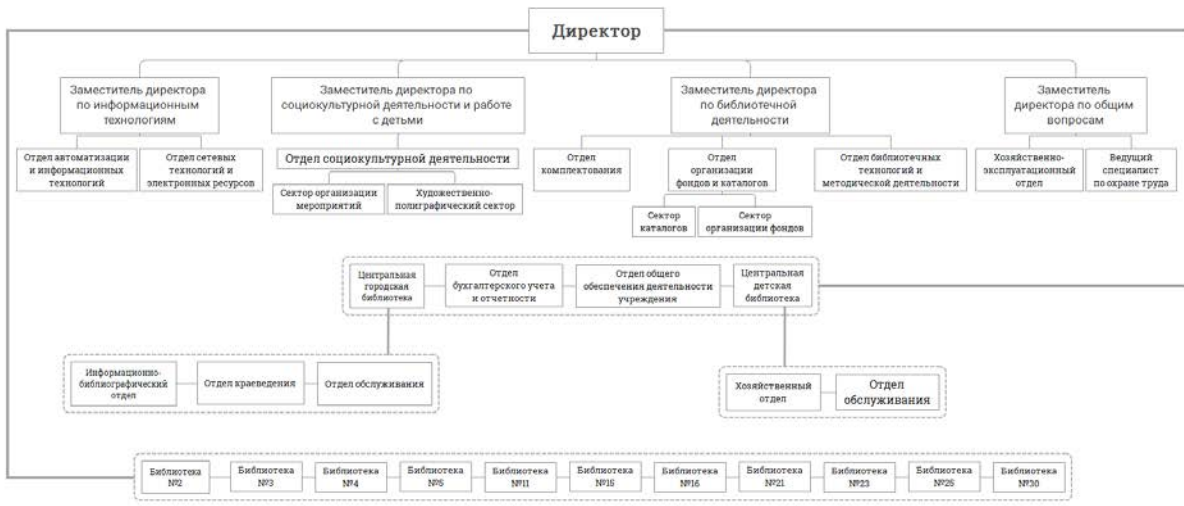 Директор
Заместитель директора
по информационным
технологиям
Заместитель директора по
социокультурной деятельности и работе
с детьми
Заместитель директора
по библиотечной
деятельности
Заместитель
директора по общим
вопросам
Отдел автоматизации
и информационных
технологий
Отдел сетевых
технологий и
электронных ресурсов
Отдел социокультурной деятельности
Сектор организации
мероприятий
Художественно-
полиграфический сектор
Отдел
комплектования
Отдел
организации
фондов и каталогов
Отдел библиотечных
технологий и
методической деятельности
Сектор
каталогов
Сектор
организации фондов
Хозяйственно-
эксплуатационный
отдел
Ведущий
специалист
по охране труда
Центральная
городская
библиотека
Отдел
бухгалтерского учета
и отчетности
Отдел общего
обеспечения деятельности
учреждения
Центральная
детская
библиотека
Информационно-
библиографический
отдел
Отдел краеведения
Отдел обслуживания
Хозяйственный
отдел
Отдел
обслуживания
Библиотека
№2
Библиотека
№3
Библиотека
№4
Библиотека
№5
Библиотека
№11
Библиотека
№15
Библиотека
№16
Библиотека
№21
Библиотека
№23
Библиотека
№25
Библиотека
№30